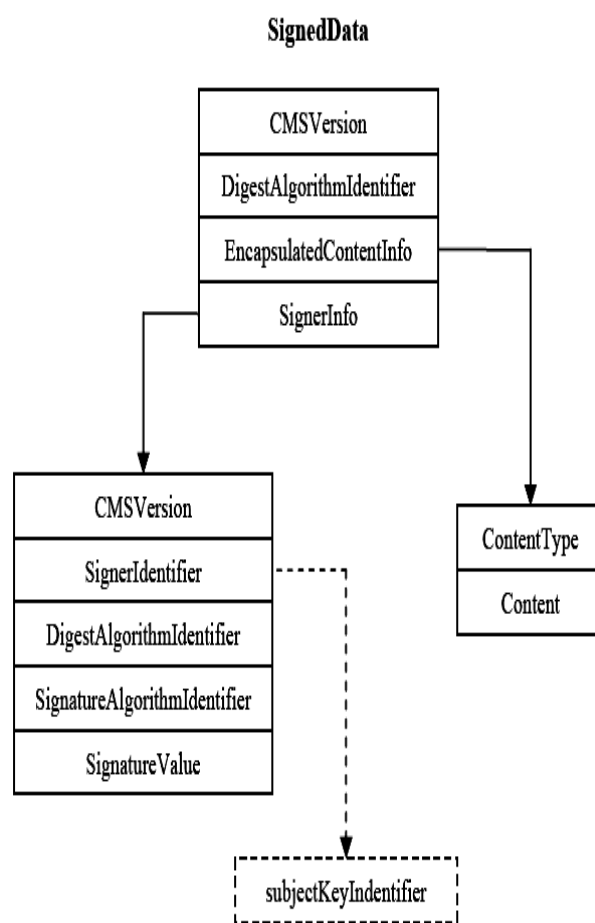 SignedData
CMSVersion
DigestAlgorithmIdentifier
EncapsulatedContentInfo
SignerInfo
CMSVersion
SignerIdentifier
DigestAlgorithmIdentifier
SignatureAlgorithmIdentifier
SignatureValue
ContentType
Content
subjectKeyIndentifier